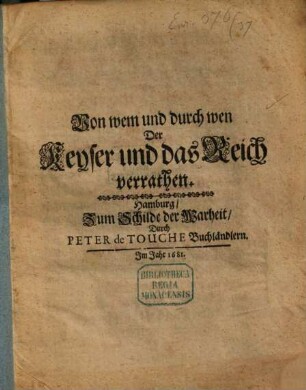 Von wem und durch wen
Der
Keyser und das Reich
verrathen.
Hamburg/
Zum Schilde der Warheit/
Durch
PETER de TOUCHE Buchländlern.
Im Jahr 1681.
BIBLIOTHECA
REGIA
MONACENSIS